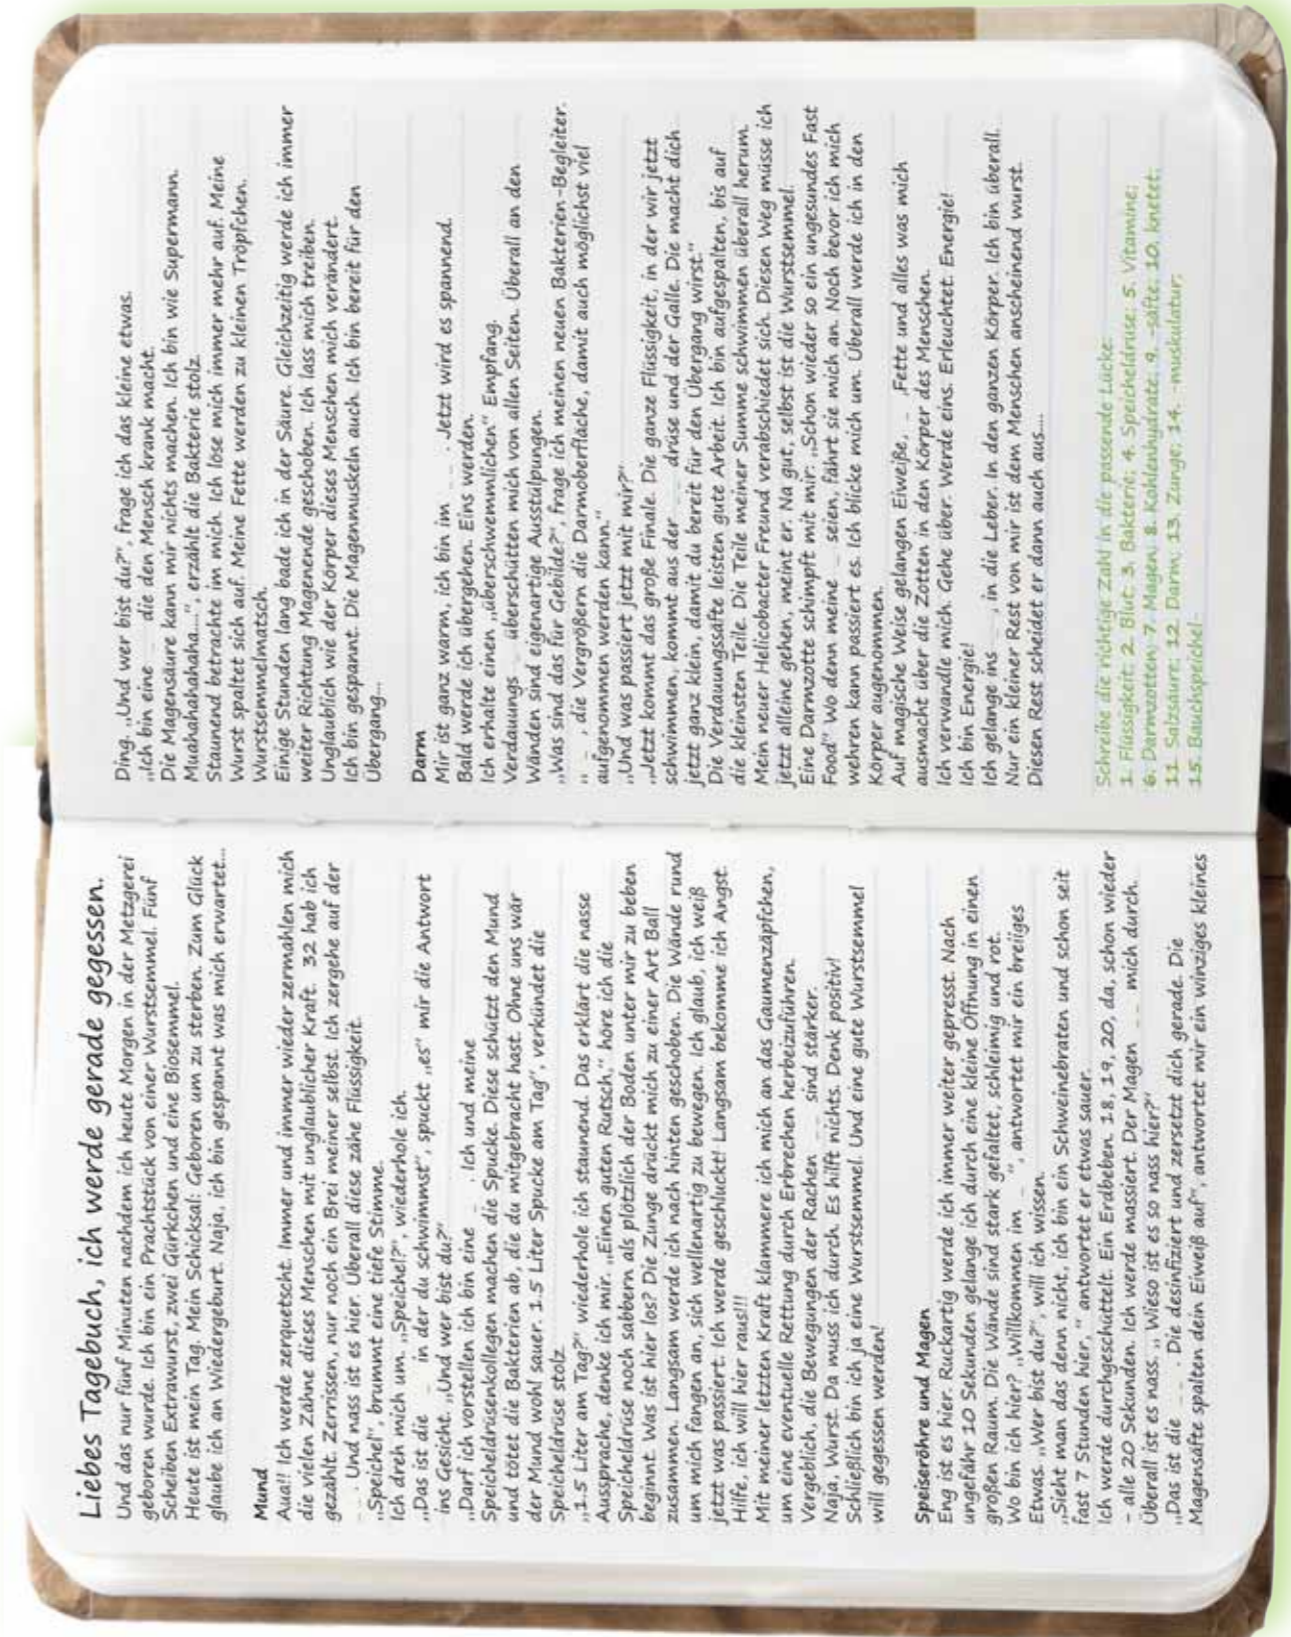 Liebes Tagebuch, ich werde gerade gegessen.
Und das nur fünf Minuten nachdem ich heute Morgen in der Metzgerei
geboren wurde. Ich bin ein Prachtstück von einer Wurstsemmel. Fünf
Scheiben Extrawurst, zwei Gürkchen und eine Biosemmel.
Heute ist mein Tag. Mein Schicksal: Geboren um zu sterben. Zum Glück
glaube ich an Wiedergeburt. Naja, ich bin gespannt was mich erwartet...
Mund
Aua!! Ich werde zerquetscht. Immer und immer wieder zermahlen mich
die vielen Zähne dieses Menschen mit unglaublicher Kraft. 32 hab ich
gezählt. Zerrissen, nur noch ein Brei meiner selbst. Ich zergehe auf der
_ _ . Und nass ist es hier. Überall diese zähe Flüssigkeit.
„Speichel“, brummt eine tiefe Stimme.
Ich dreh mich um. „Speichel?“, wiederhole ich.
„Das ist die _ in der du schwimmst“, spuckt „es“ mir die Antwort
ins Gesicht. „Und wer bist du?“
„Darf ich vorstellen ich bin eine _ . Ich und meine
Speicheldrüsenkollegen machen die Spucke. Diese schützt den Mund
und tötet die Bakterien ab, die du mitgebracht hast. Ohne uns wär
der Mund wohl sauer. 1.5 Liter Spucke am Tag“, verkündet die
Speicheldrüse stolz
„1.5 Liter am Tag?“ wiederhole ich staunend. Das erklärt die nasse
Aussprache, denke ich mir. „Einen guten Rutsch,“ höre ich die
Speicheldrüse noch sabbern als plötzlich der Boden unter mir zu beben
beginnt. Was ist hier los? Die Zunge drückt mich zu einer Art Ball
zusammen. Langsam werde ich nach hinten geschoben. Die Wände rund
um mich fangen an, sich wellenartig zu bewegen. Ich glaub, ich weiß
jetzt was passiert. Ich werde geschluckt! Langsam bekomme ich Angst.
Hilfe, ich will hier raus!!!
Mit meiner letzten Kraft klammere ich mich an das Gaumenzäpfchen,
um eine eventuelle Rettung durch Erbrechen herbeizuführen.
Vergeblich, die Bewegungen der Rachen _ _ sind stärker.
Naja, Wurst. Da muss ich durch. Es hilft nichts. Denk positiv!
Schließlich bin ich ja eine Wurstsemmel. Und eine gute Wurstsemmel
will gegessen werden!
Speiseröhre und Magen
Eng ist es hier. Ruckartig werde ich immer weiter gepresst. Nach
ungefähr 10 Sekunden gelange ich durch eine kleine Öffnung in einen
großen Raum. Die Wände sind stark gefaltet, schleimig und rot.
Wo bin ich hier? „Willkommen im _ “, antwortet mir ein breiiges
Etwas. „Wer bist du?“, will ich wissen.
„Sieht man das denn nicht, ich bin ein Schweinebraten und schon seit
fast 7 Stunden hier,“ antwortet er etwas sauer.
Ich werde durchgeschüttelt. Ein Erdbeben. 18, 19, 20, da, schon wieder
- alle 20 Sekunden. Ich werde massiert. Der Magen _ _ mich durch.
Überall ist es nass. „Wieso ist es so nass hier?“
„Das ist die _ _ . Die desinfiziert und zersetzt dich gerade. Die
Magensäfte spalten dein Eiweiß auf“, antwortet mir ein winziges kleines
Ding. „Und wer bist du?“, frage ich das kleine etwas.
„Ich bin eine _ die den Mensch krank macht.
Die Magensäure kann mir nichts machen. Ich bin wie Supermann.
Muahahahaha....“, erzählt die Bakterie stolz
Staunend betrachte im mich. Ich löse mich immer mehr auf. Meine
Wurst spaltet sich auf. Meine Fette werden zu kleinen Tröpfchen.
Wurstsemmelmatsch.
Einige Stunden lang bade ich in der Säure. Gleichzeitig werde ich immer
weiter Richtung Magenende geschoben. Ich lass mich treiben.
Unglaublich wie der Körper dieses Menschen mich verändert.
Ich bin gespannt. Die Magenmuskeln auch. Ich bin bereit für den
Übergang...
Darm
Mir ist ganz warm, ich bin im _ _ . Jetzt wird es spannend.
Bald werde ich übergehen. Eins werden.
Ich erhalte einen „überschwemmlichen“ Empfang.
Verdauungs _ überschütten mich von allen Seiten. Überall an den
Wänden sind eigenartige Ausstülpungen.
„Was sind das für Gebilde?“, frage ich meinen neuen Bakterien-Begleiter.
„ _ , die Vergrößern die Darmoberfläche, damit auch möglichst viel
aufgenommen werden kann.“
„Und was passiert jetzt mit mir?“
„Jetzt kommt das große Finale. Die ganze Flüssigkeit, in der wir jetzt
schwimmen, kommt aus der _ _ drüse und der Galle. Die macht dich
jetzt ganz klein, damit du bereit für den Übergang wirst.“
Die Verdauungssäfte leisten gute Arbeit. Ich bin aufgespalten, bis auf
die kleinsten Teile. Die Teile meiner Summe schwimmen überall herum.
Mein neuer Helicobacter Freund verabschiedet sich. Diesen Weg müsse ich
jetzt alleine gehen, meint er. Na gut, selbst ist die Wurstsemmel.
Eine Darmzotte schimpft mit mir: „Schon wieder so ein ungesundes Fast
Food“ Wo denn meine _ seien, fährt sie mich an. Noch bevor ich mich
wehren kann passiert es. Ich blicke mich um. Überall werde ich in den
Körper augenommen.
Auf magische Weise gelangen Eiweiße, _ , Fette und alles was mich
ausmacht über die Zotten in den Körper des Menschen.
Ich verwandle mich. Gehe über. Werde eins. Erleuchtet. Energie!
Ich bin Energie!
Ich gelange ins _ _ , in die Leber. In den ganzen Körper. Ich bin überall.
Nur ein kleiner Rest von mir ist dem Menschen anscheinend wurst.
Diesen Rest scheidet er dann auch aus....
Schreibe die richtige Zahl in die passende Lücke:
1. Flüssigkeit; 2. Blut; 3. Bakterie; 4. Speicheldrüse; 5. Vitamine;
6. Darmzotten; 7. Magen; 8. Kohlenhydrate; 9. -säfte; 10. knetet;
11. Salzsäure; 12. Darm; 13. Zunge; 14. -muskulatur;
15. Bauchspeichel-